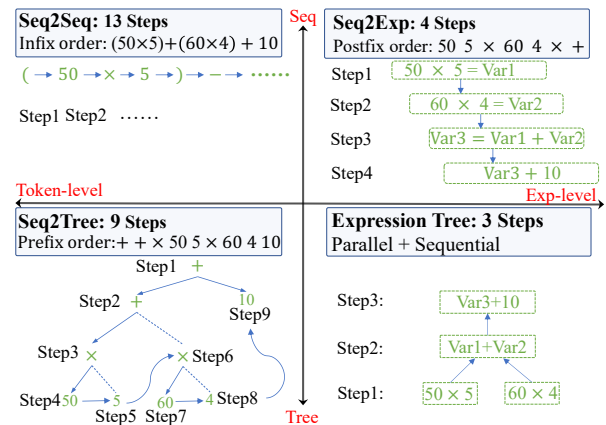 Seq2Seq: 13 Steps
Infix order: (50×5)+(60×4) + 10
( → 50 → × → 5 → ) → − → ⋯⋯
Step1 Step2 ……
Seq
Seq2Exp: 4 Steps
Postfix order: 50 5 × 60 4 × +
Step1 50 × 5 = Var1
Step2 60 × 4 = Var2
Step3 Var3 = Var1 + Var2
Step4 Var3 + 10
Token-level
Exp-level
Seq2Tree: 9 Steps
Prefix order:+ + × 50 5 × 60 4 10
Step1 +
Step2 + 10
Step9
Step3 × × Step6
Step4 50 5 60 4 Step8
Step5 Step7
Expression Tree: 3 Steps
Parallel + Sequential
Step3: Var3+10
Step2: Var1+Var2
Step1: 50 × 5 60 × 4
Tree